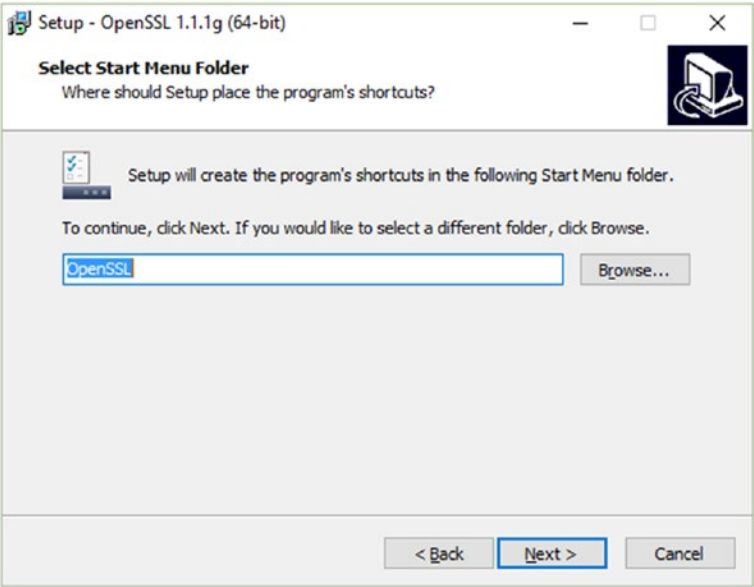 Setup - OpenSSL 1.1.1g (64-bit)
Select Start Menu Folder
Where should Setup place the program's shortcuts?
Setup will create the program's shortcuts in the following Start Menu folder.
To continue, click Next. If you would like to select a different folder, click Browse.
OpenSSL Browse...
< Back Next > Cancel